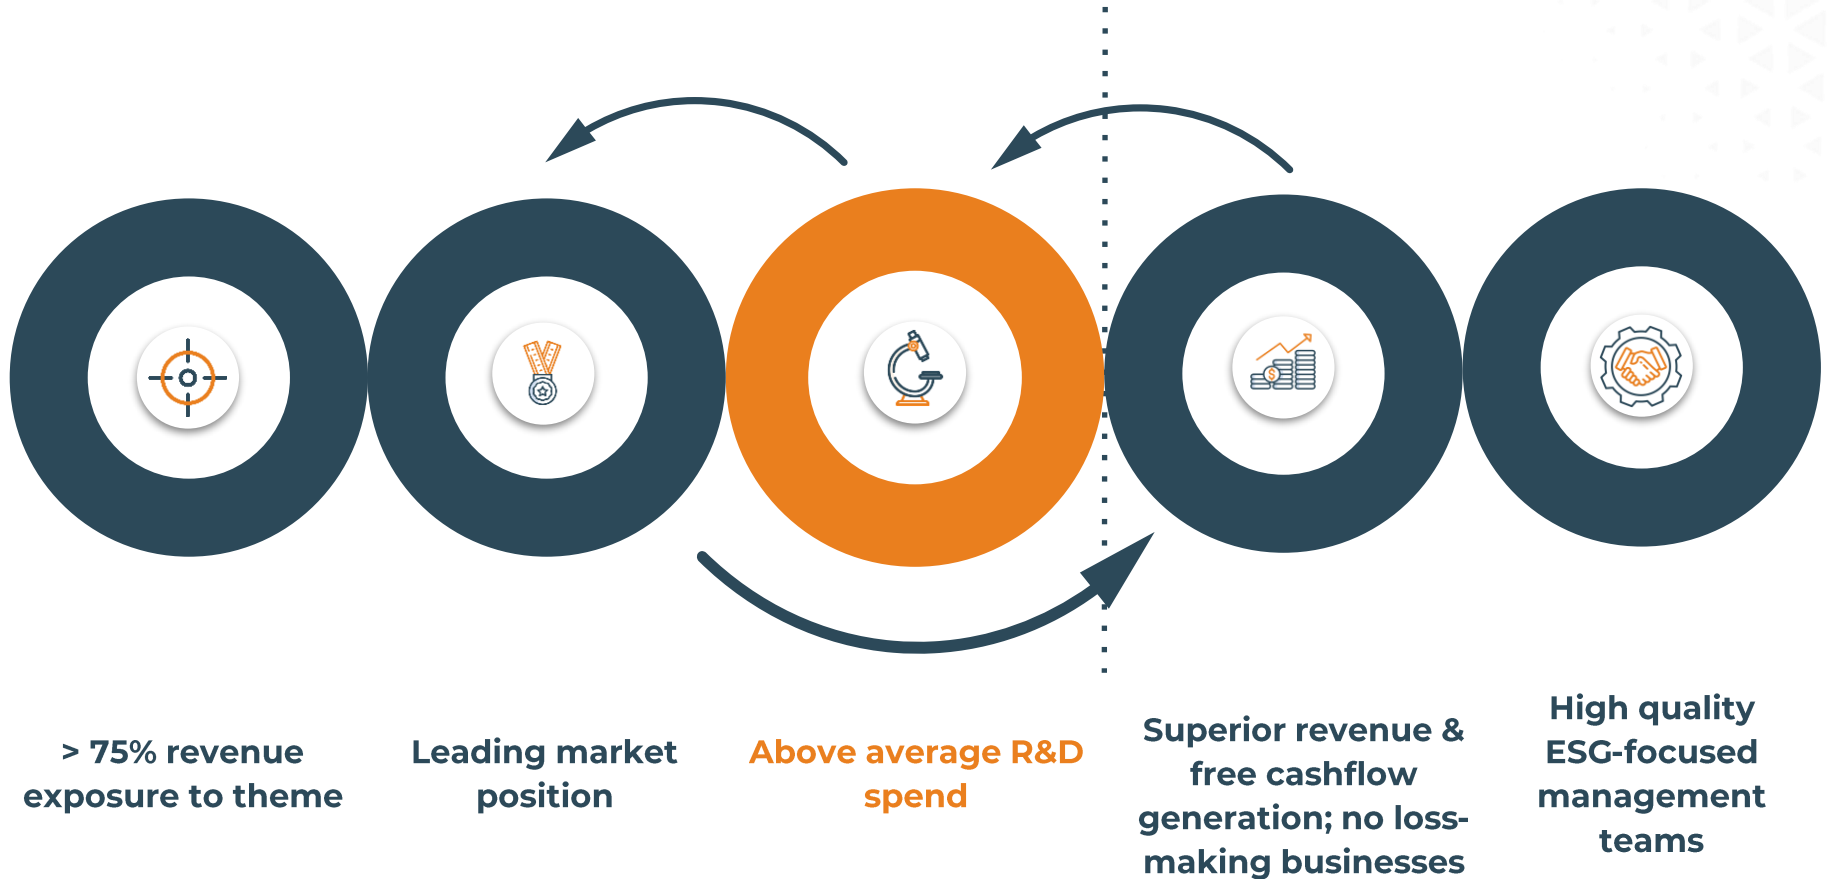 > 75% revenue
exposure to theme
Leading market
position
Above average R&D
spend
Superior revenue &
free cashflow
generation; no loss-
making businesses
High quality
ESG-focused
management
teams
$